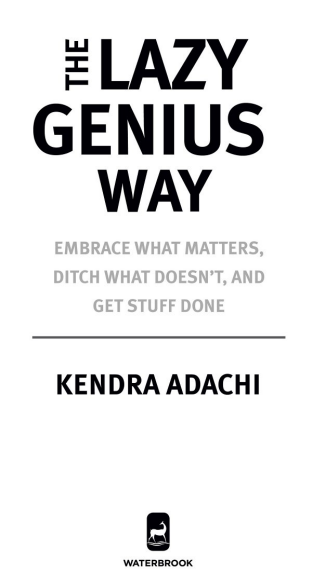 THE LAZY
GENIUS
WAY
EMBRACE WHAT MATTERS,
DITCH WHAT DOESN'T, AND
GET STUFF DONE
KENDRA ADACHI
WATERBROOK